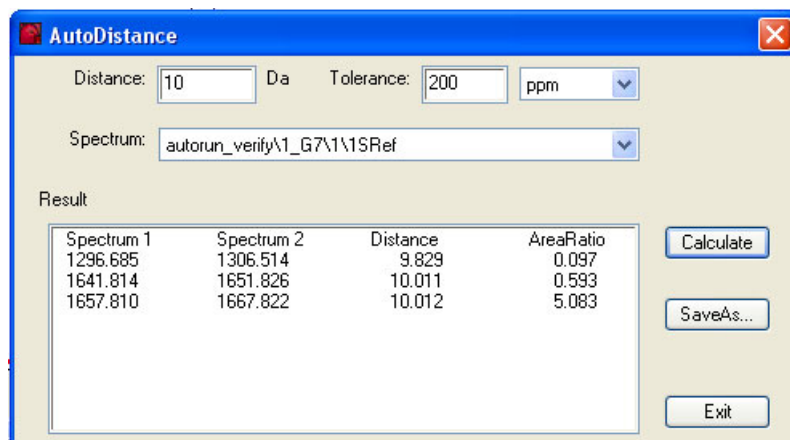 AutoDistance
Distance: 10 Da Tolerance: 200 ppm
Spectrum: autorun_verify\1_G7\1\1SRef
Result
Spectrum 1 Spectrum 2 Distance AreaRatio
1296.685 1306.514 9.829 0.097
1641.814 1651.826 10.011 0.593
1657.810 1667.822 10.012 5.083
Calculate
SaveAs...
Exit